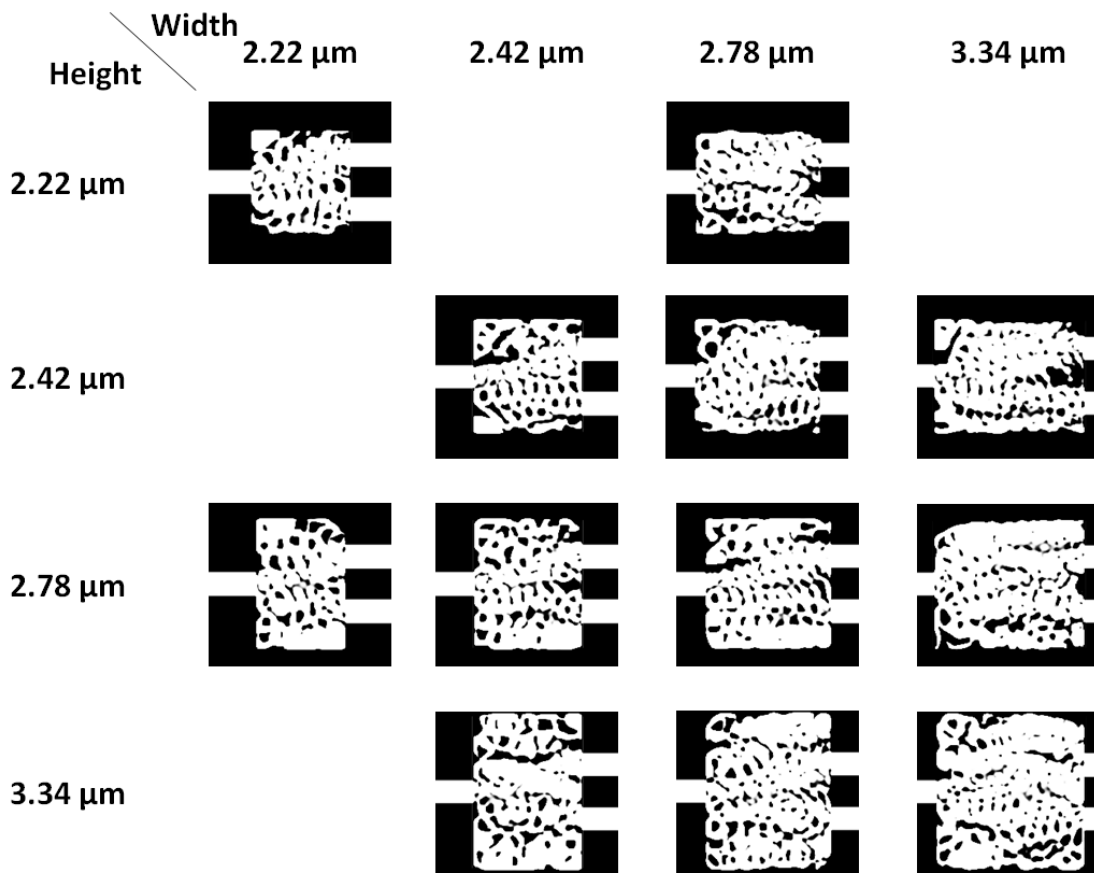 Width
Height
2.22 µm 2.42 µm 2.78 µm 3.34 µm
2.22 µm
2.42 µm
2.78 µm
3.34 µm